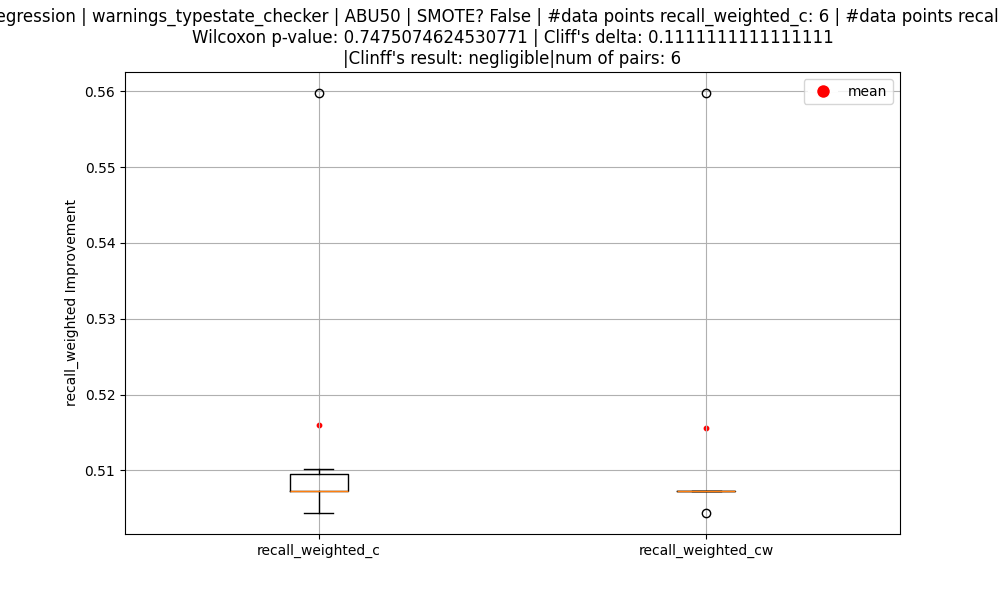 egression | warnings_typestate_checker | ABU50 | SMOTE? False | #data points recall_weighted_c: 6 | #data points recal
Wilcoxon p-value: 0.7475074624530771 | Cliff's delta: 0.1111111111111111
|Clinff's result: negligible|num of pairs: 6
mean
0.56
0.55
0.54
0.53
0.52
0.51
recall_weighted Improvement
recall_weighted_c
recall_weighted_cw